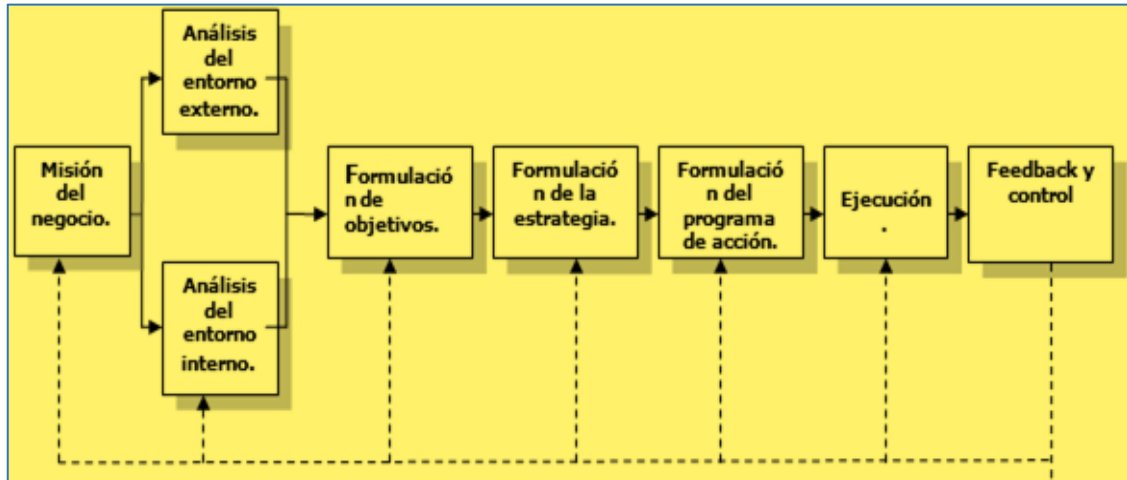 Misión
del
negocio.
Análisis
del
entorno
externo.
Análisis
del
entorno
interno.
Formulació
n de
objetivos.
Formulació
n de la
estrategia.
Formulació
n del
programa
de acción.
Ejecución
.
Feedback y
control